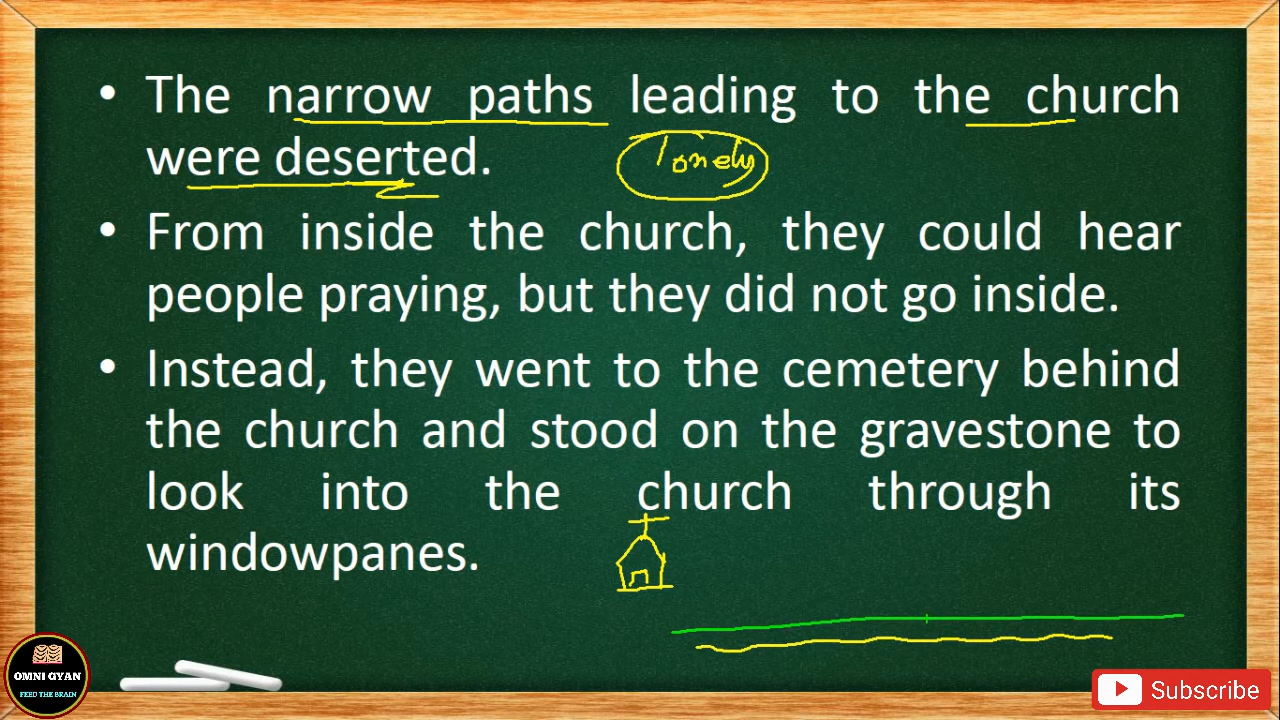 • The narrow paths leading to the church
were deserted.
lonely
• From inside the church, they could hear
people praying, but they did not go inside.
• Instead, they went to the cemetery behind
the church and stood on the gravestone to
look into the church through its
windowpanes.
OMNI GYAN
FEED THE BRAIN
Subscribe